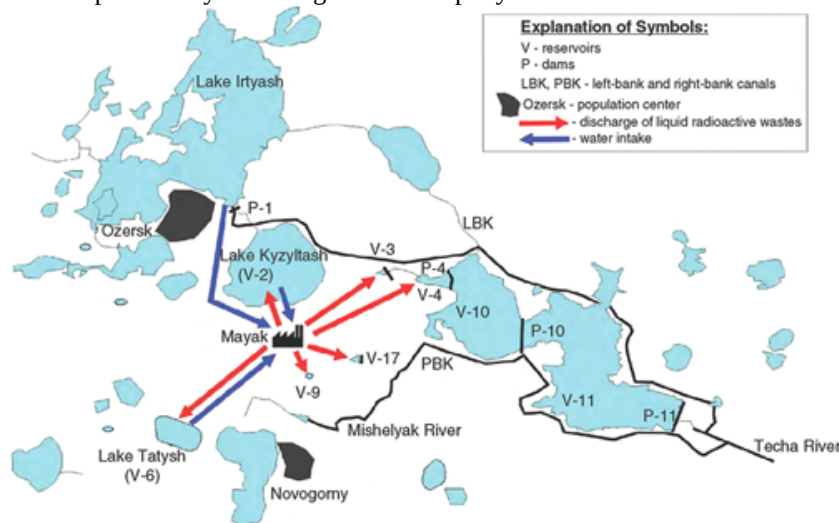 Explanation of Symbols:
V - reservoirs
P - dams
LBK, PBK - left-bank and right-bank canals
Ozersk - population center
- discharge of liquid radioactive wastes
- water intake
Lake Irtyash
P-1
Ozersk
LBK
Lake Kyzyltash
(V-2)
V-3
P-4
V-4
V-10
Mayak
P-10
V-17
PBK
V-9
V-11
P-11
Mishelyak River
Techa River
Lake Tatysh
(V-6)
Novogorny